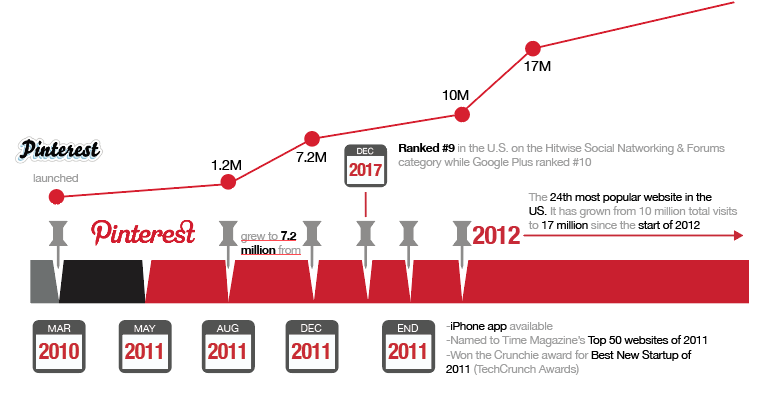 17M
10M
Pinterest
launched
1.2M
7.2M
DEC
2017
Ranked #9 in the U.S. on the Hitwise Social Natworking & Forums
category while Google Plus ranked #10
The 24th most popular website in the
US. It has grown from 10 million total visits
to 17 million since the start of 2012
Pinterest
grew to 7.2
million from
2012
MAR
2010
MAY
2011
AUG
2011
DEC
2011
END
2011
-iPhone app available
-Named to Time Magazine's Top 50 websites of 2011
-Won the Crunchie award for Best New Startup of
2011 (TechCrunch Awards)